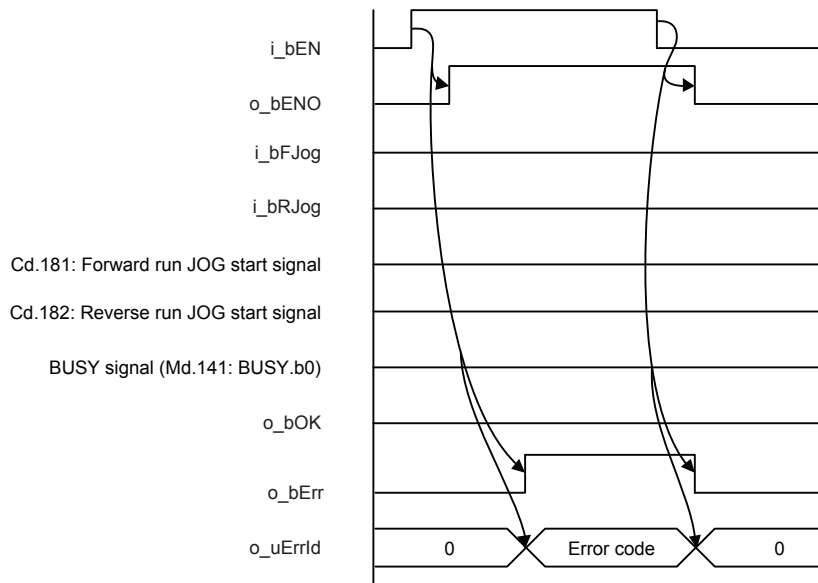 i_bEN
o_bENO
i_bFJog
i_bRJog
Cd.181: Forward run JOG start signal
Cd.182: Reverse run JOG start signal
BUSY signal (Md.141: BUSY.b0)
o_bOK
o_bErr
o_uErrId 0 Error code 0